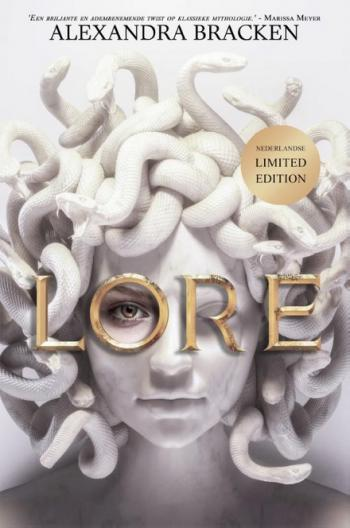 'Een briljante en adembenemende twist op klassieke mythologie.' - Marissa Meyer
ALEXANDRA BRACKEN
NEDERLANDSE
LIMITED
EDITION
LORE